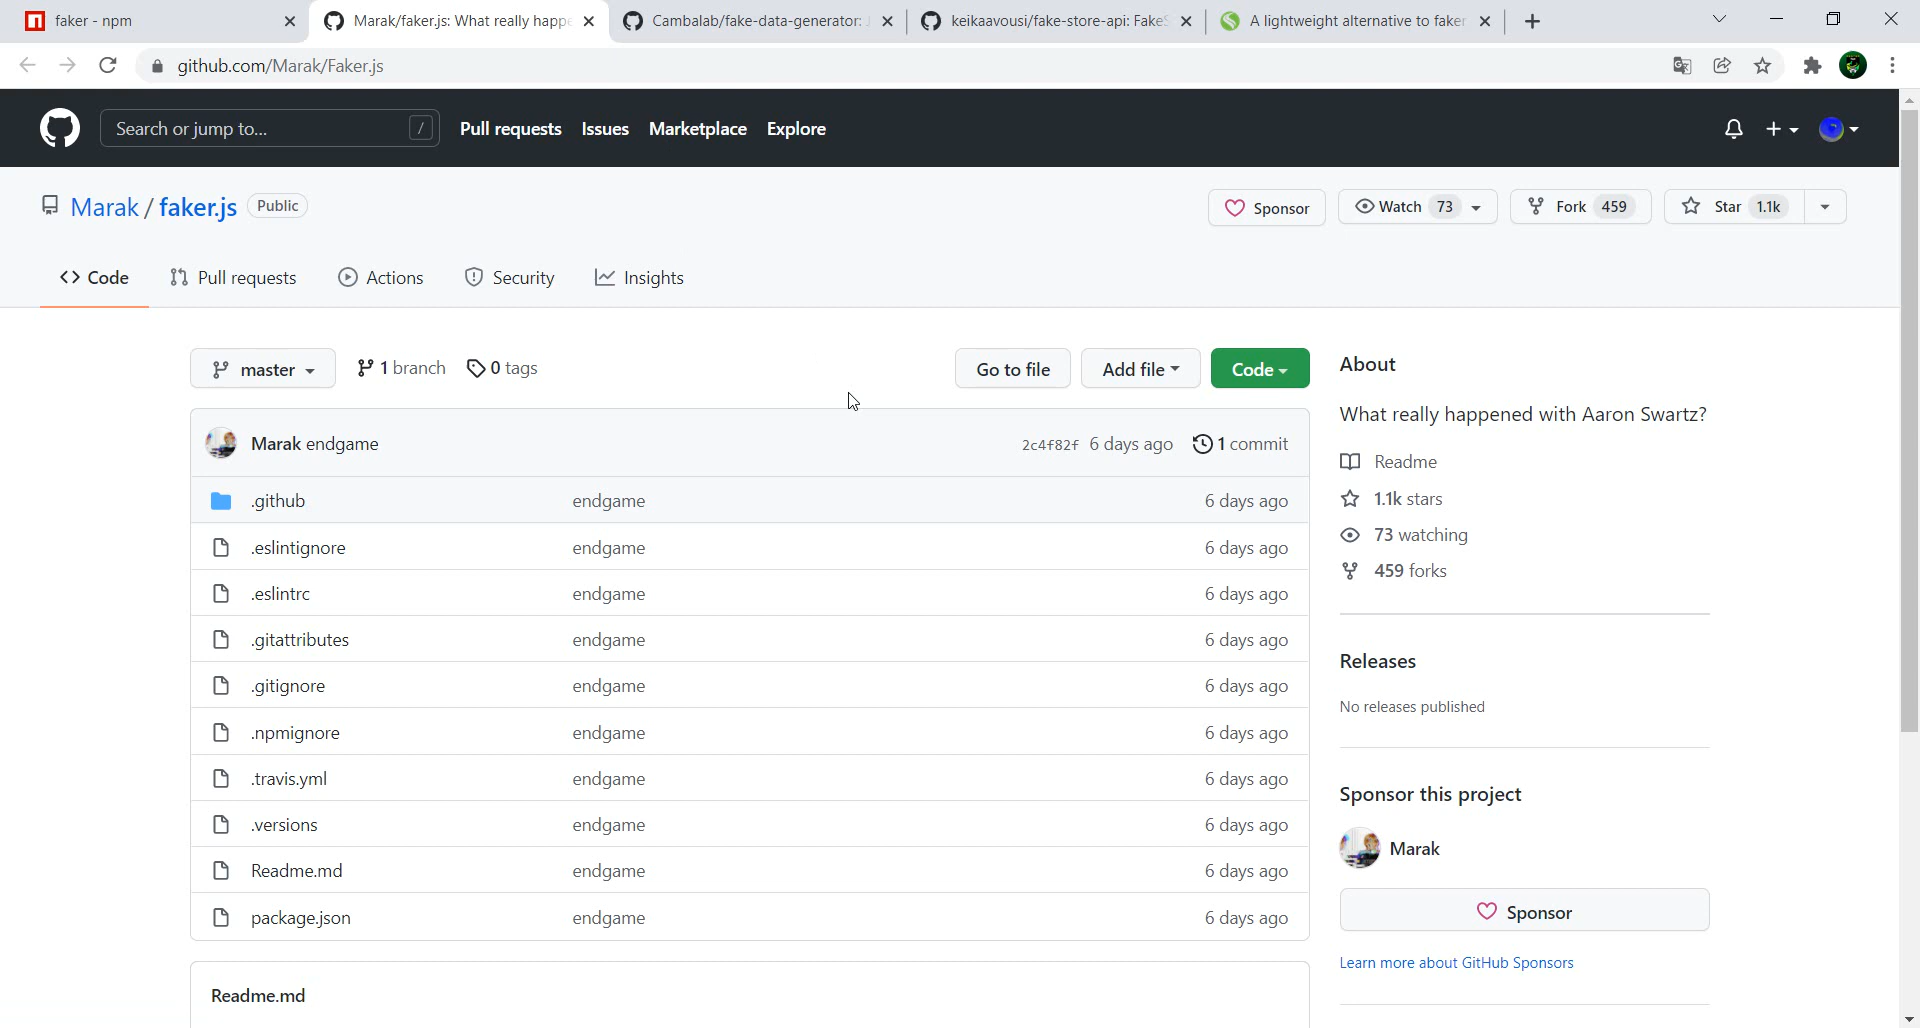 faker - npm
Marak/faker.js: What really happe
Cambalab/fake-data-generator: J
keikaavousi/fake-store-api: FakeS
A lightweight alternative to faker
github.com/Marak/Faker.js
Search or jump to... /
Pull requests Issues Marketplace Explore
Marak / faker.js Public
Sponsor Watch 73 Fork 459 Star 1.1k
<> Code Pull requests Actions Security Insights
master 1 branch 0 tags Go to file Add file Code
Marak endgame 2c4f82f 6 days ago 1 commit
.github endgame 6 days ago
.eslintignore endgame 6 days ago
.eslintrc endgame 6 days ago
.gitattributes endgame 6 days ago
.gitignore endgame 6 days ago
.npmignore endgame 6 days ago
.travis.yml endgame 6 days ago
.versions endgame 6 days ago
Readme.md endgame 6 days ago
package.json endgame 6 days ago
Readme.md
About
What really happened with Aaron Swartz?
Readme
1.1k stars
73 watching
459 forks
Releases
No releases published
Sponsor this project
Marak
Sponsor
Learn more about GitHub Sponsors